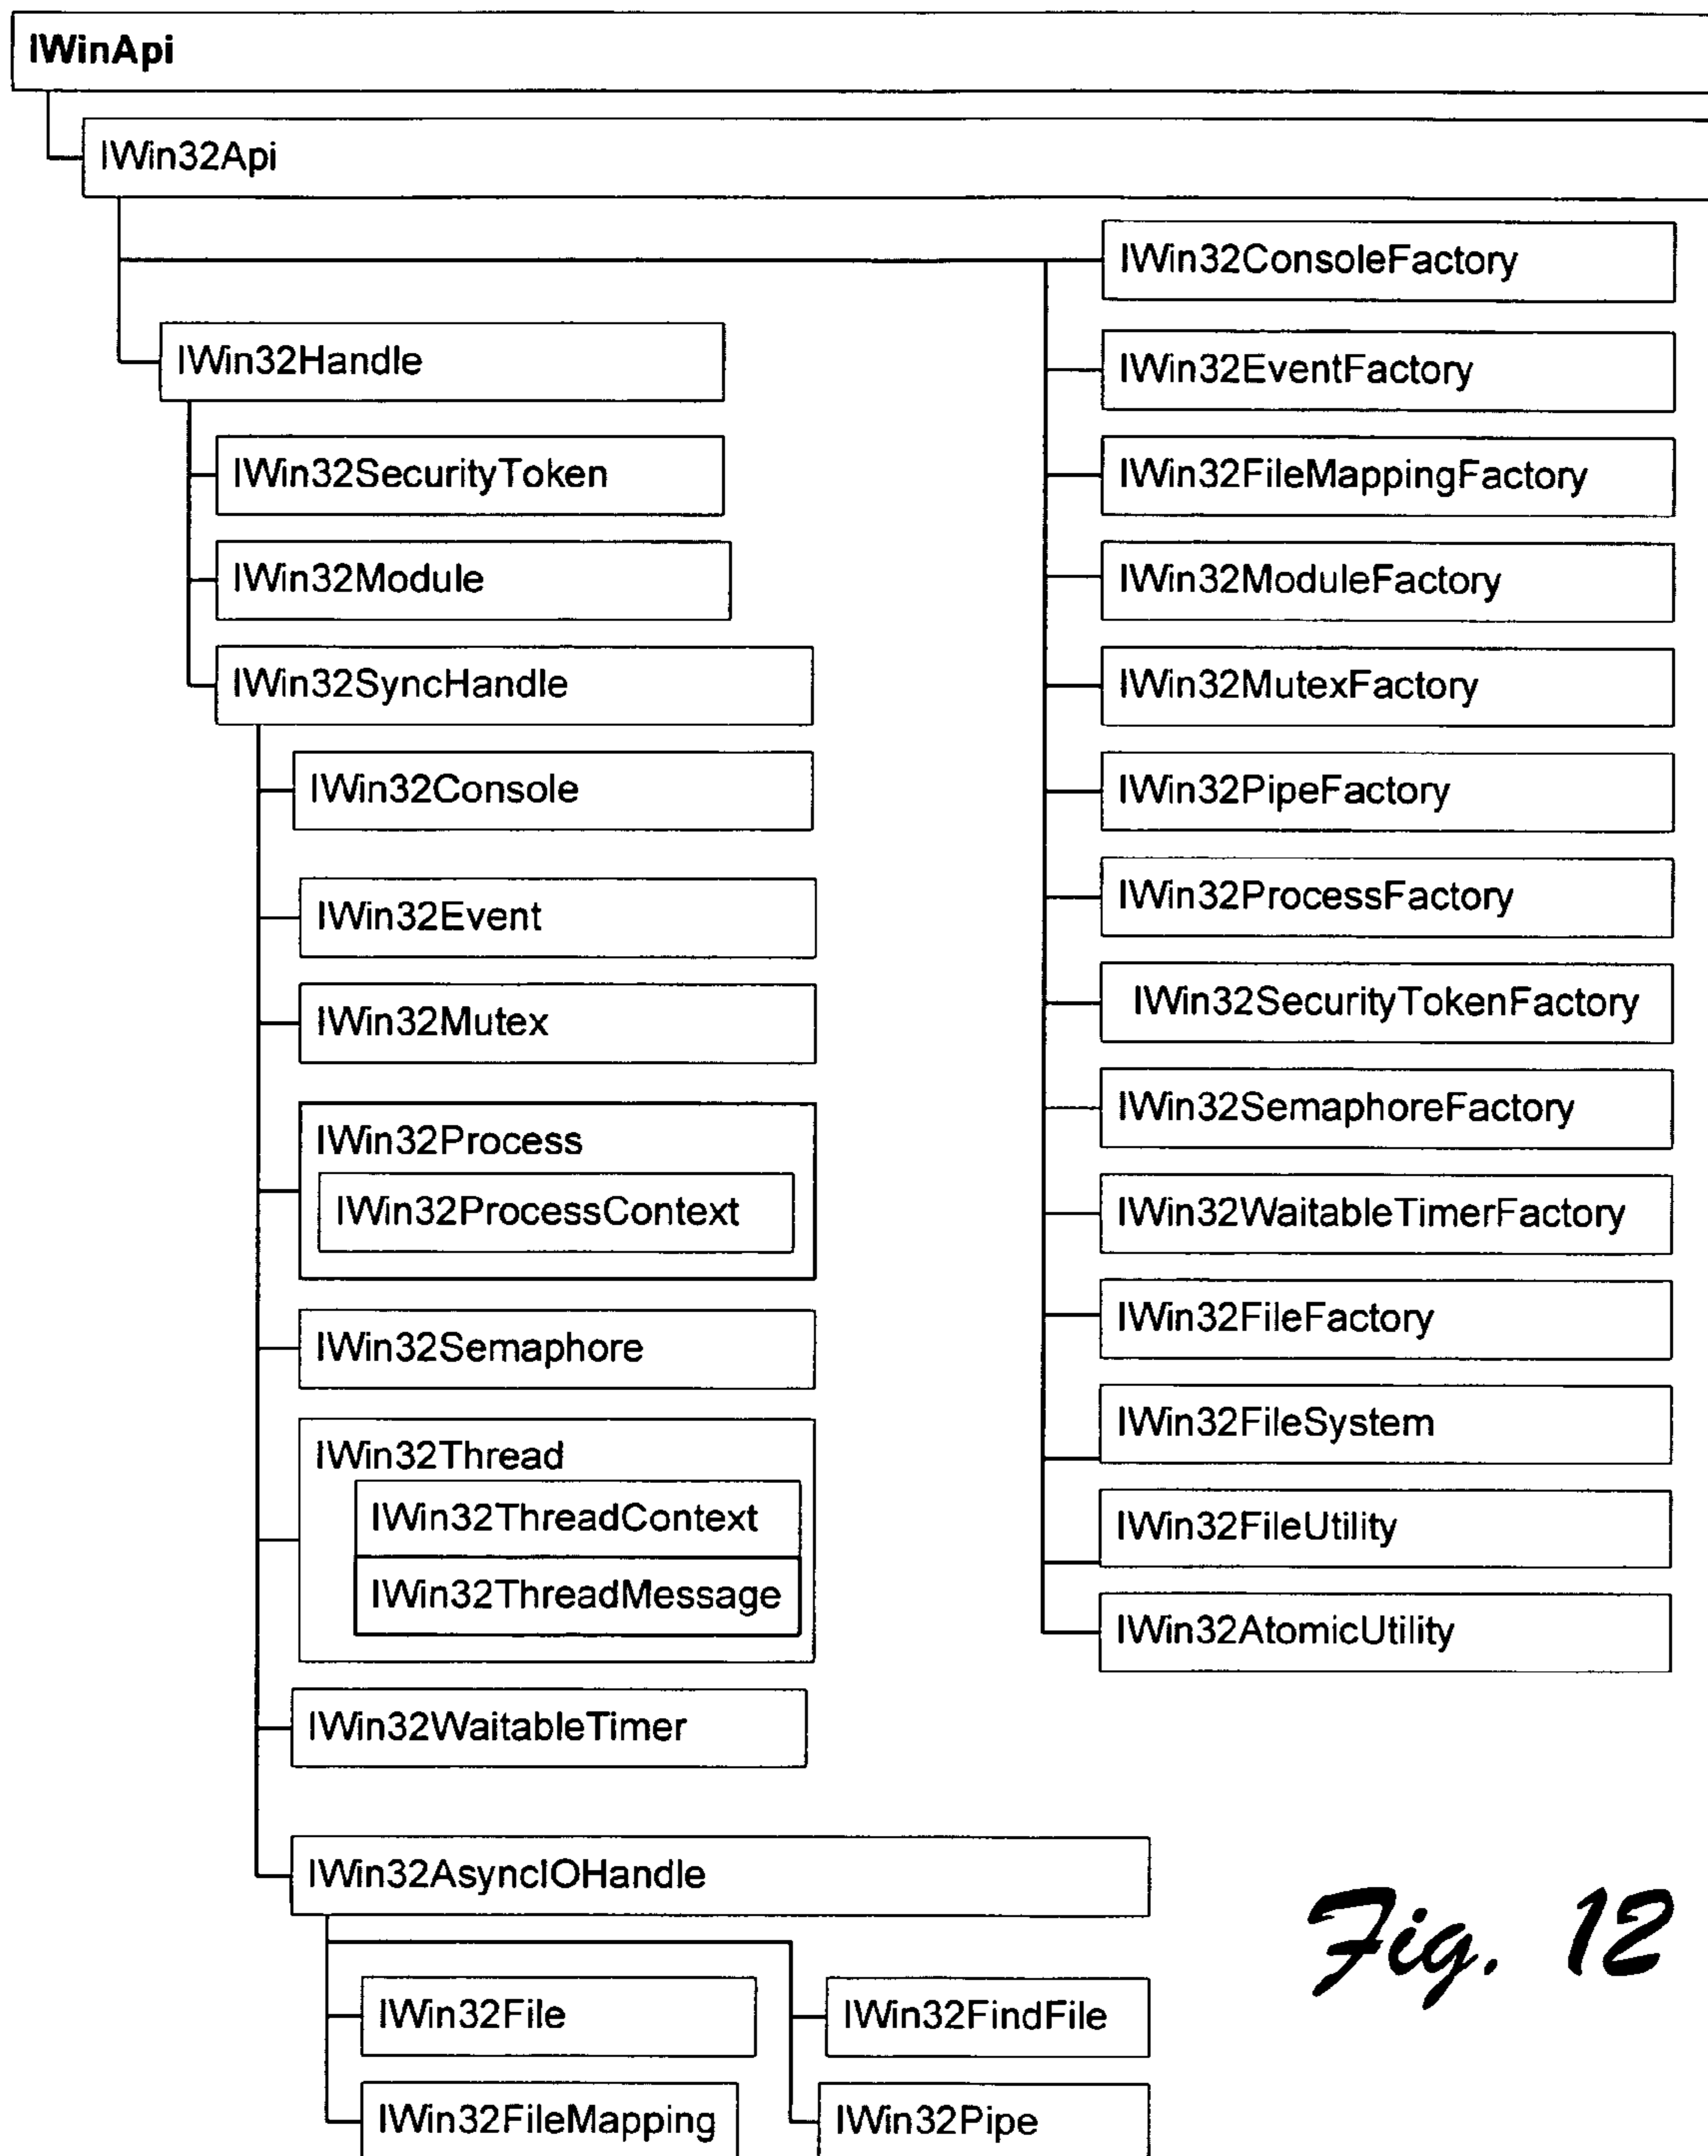 IWinApi
IWin32Api
IWin32Handle
IWin32SecurityToken
IWin32Module
IWin32SyncHandle
IWin32Console
IWin32Event
IWin32Mutex
IWin32Process
IWin32ProcessContext
IWin32Semaphore
IWin32Thread
IWin32ThreadContext
IWin32ThreadMessage
IWin32WaitableTimer
IWin32AsyncIOHandle
IWin32File
IWin32FileMapping
IWin32FindFile
IWin32Pipe
IWin32ConsoleFactory
IWin32EventFactory
IWin32FileMappingFactory
IWin32ModuleFactory
IWin32MutexFactory
IWin32PipeFactory
IWin32ProcessFactory
IWin32SecurityTokenFactory
IWin32SemaphoreFactory
IWin32WaitableTimerFactory
IWin32FileFactory
IWin32FileSystem
IWin32FileUtility
IWin32AtomicUtility
Fig. 12